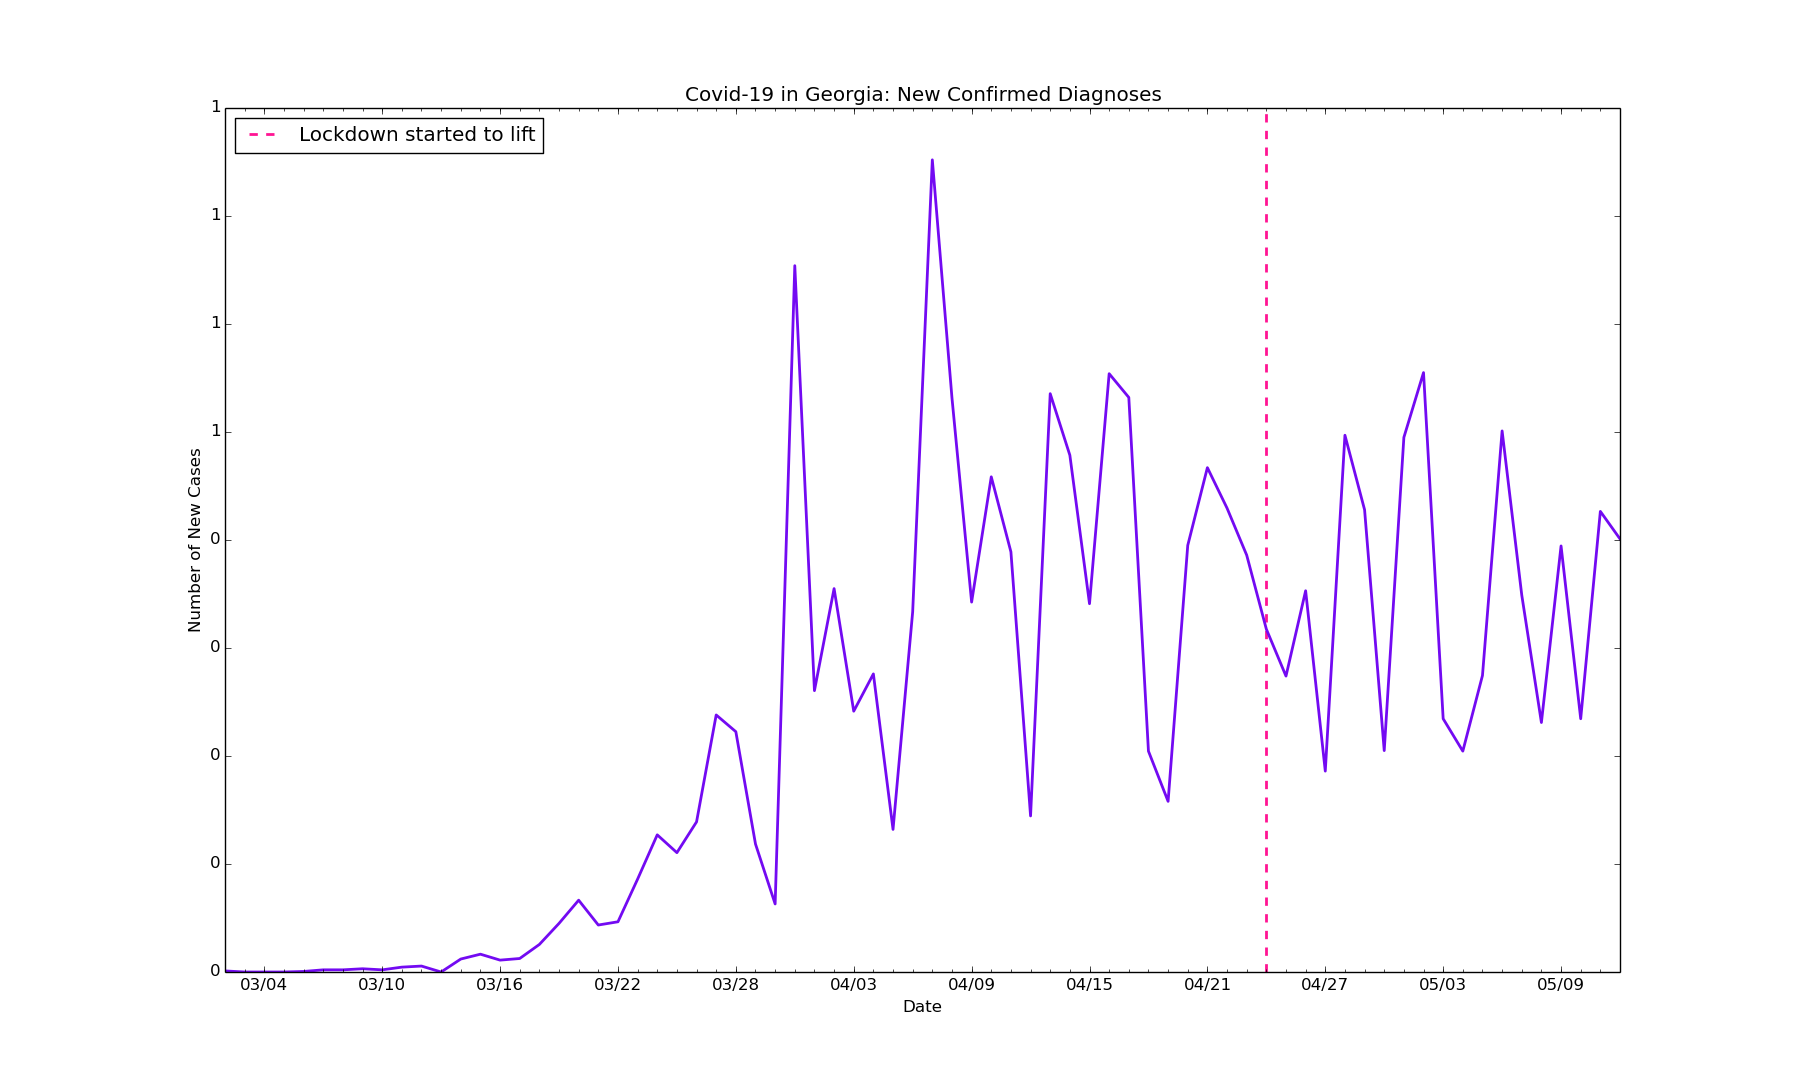 Covid-19 in Georgia: New Confirmed Diagnoses
Lockdown started to lift
1
1
1
1
0
0
0
0
0
Number of New Cases
03/04 03/10 03/16 03/22 03/28 04/03 04/09 04/15 04/21 04/27 05/03 05/09
Date